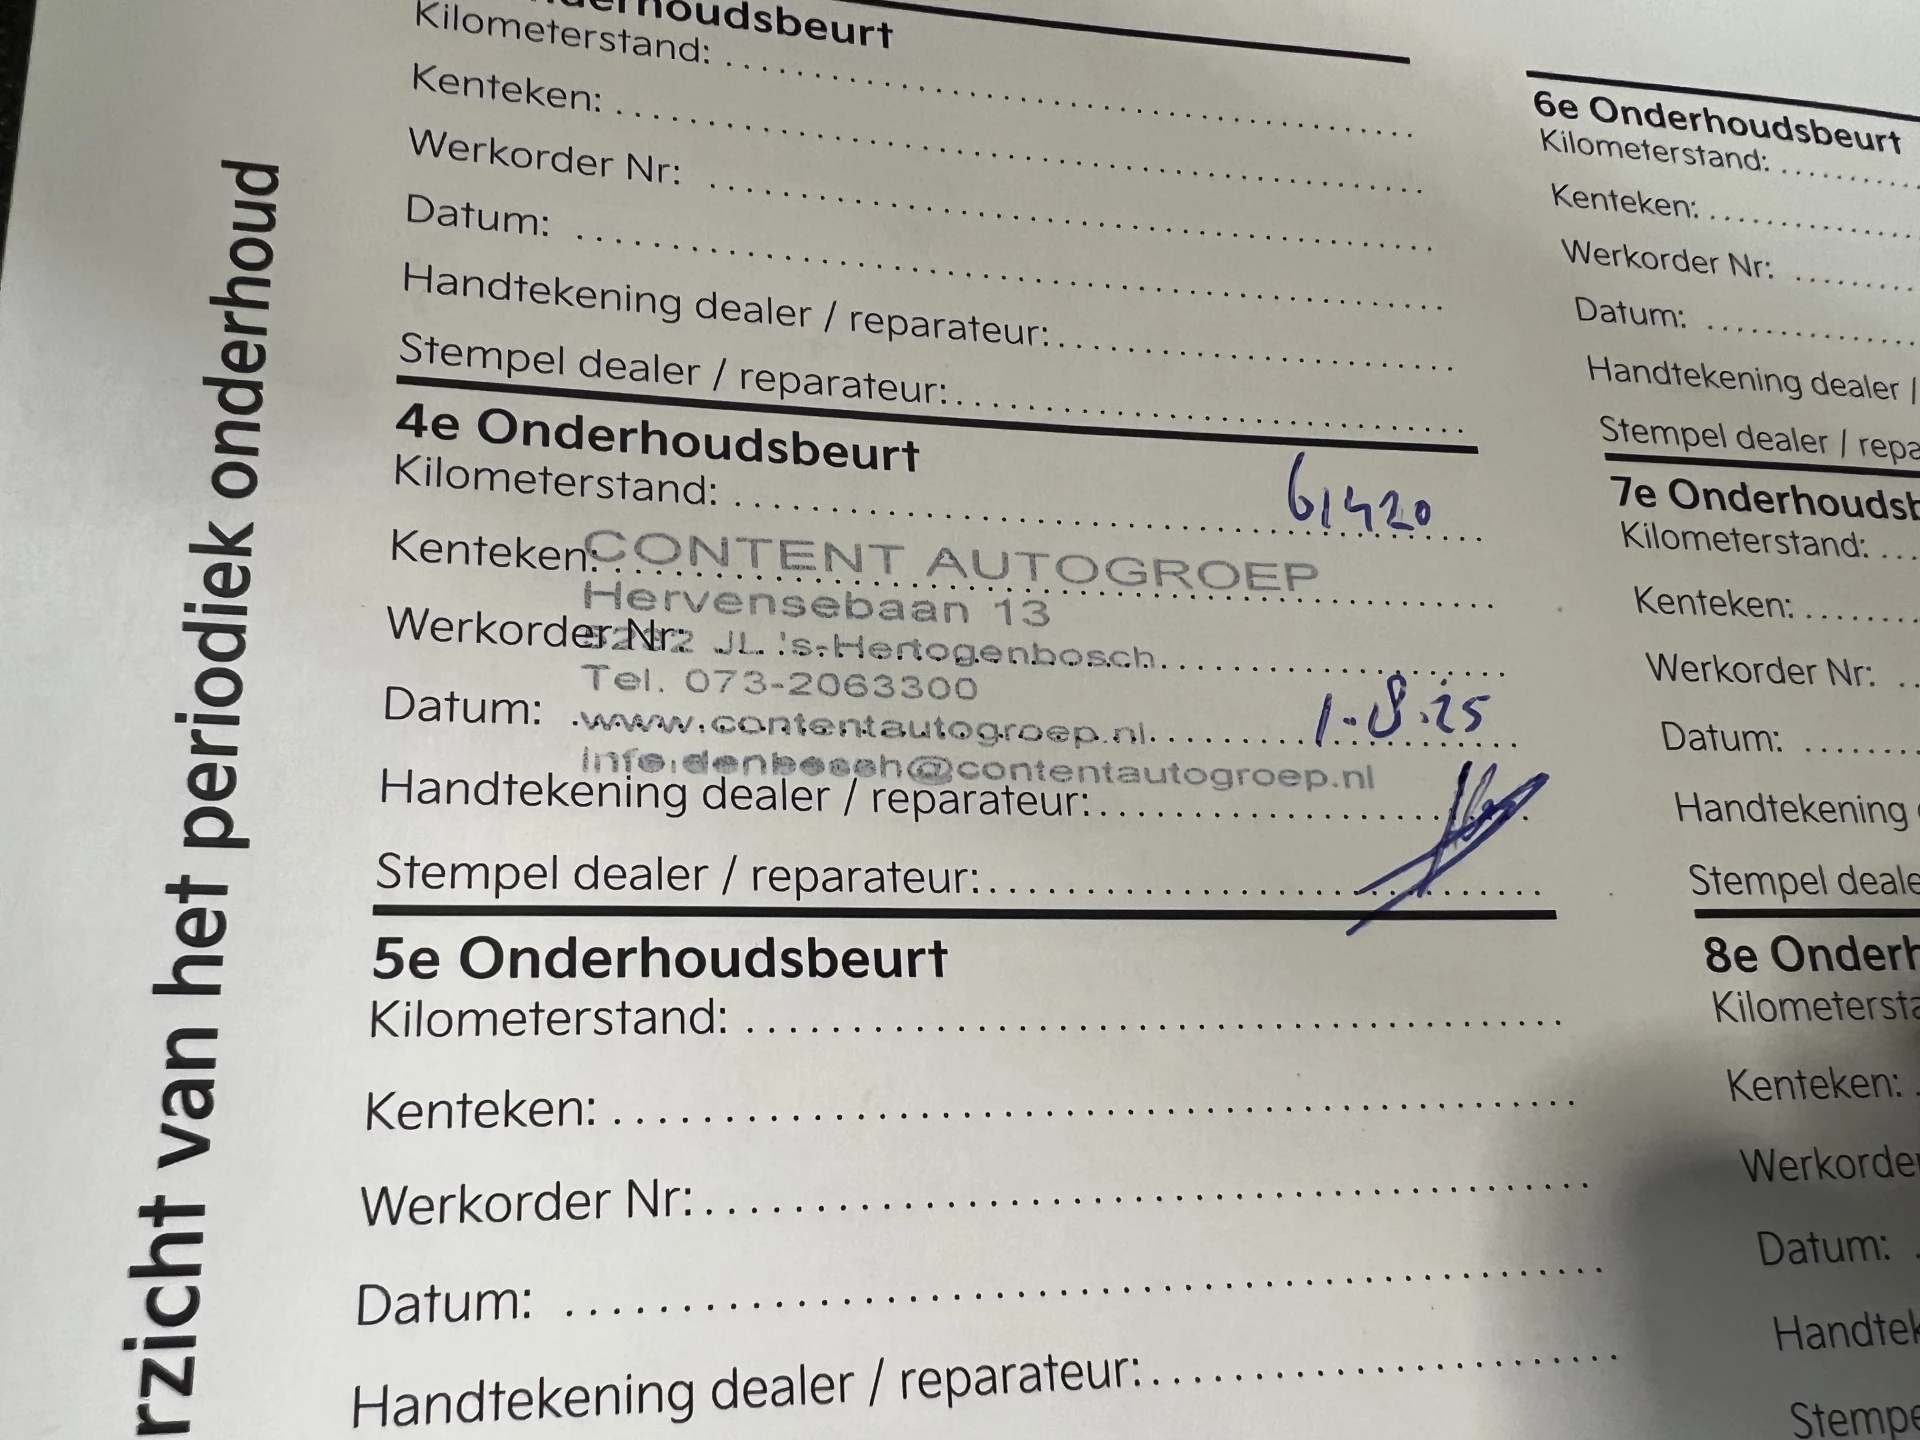 rzicht van het periodiek onderhoud
Kilometerstand:
Kenteken:
Werkorder Nr:
Datum:
Handtekening dealer / reparateur:
Stempel dealer / reparateur:
4e Onderhoudsbeurt
Kilometerstand: 61420
Kenteken:
CONTENT AUTOGROEP
Hervensebaan 13
Werkorder Nr:
JL 's-Hertogenbosch
Tel. 073-2063300
Datum: 1-8-25
www.contentautogroep.nl
info.denbosch@contentautogroep.nl
Handtekening dealer / reparateur:
Stempel dealer / reparateur:
5e Onderhoudsbeurt
Kilometerstand:
Kenteken:
Werkorder Nr:
Datum:
Handtekening dealer / reparateur:
6e Onderhoudsbeurt
Kilometerstand:
Kenteken:
Werkorder Nr:
Datum:
Handtekening dealer /
Stempel dealer / repa
7e Onderhoudsb
Kilometerstand:
Kenteken:
Werkorder Nr:
Datum:
Handtekening
Stempel deale
8e Onderh
Kilometersta
Kenteken:
Werkorder
Datum:
Handtek
Stempe